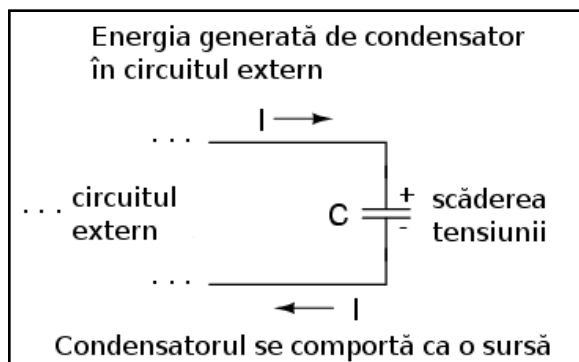 Energia generată de condensator
în circuitul extern
I
. . .
. . . circuitul
extern
C
+
-
scăderea
tensiunii
. . .
I
Condensatorul se comportă ca o sursă